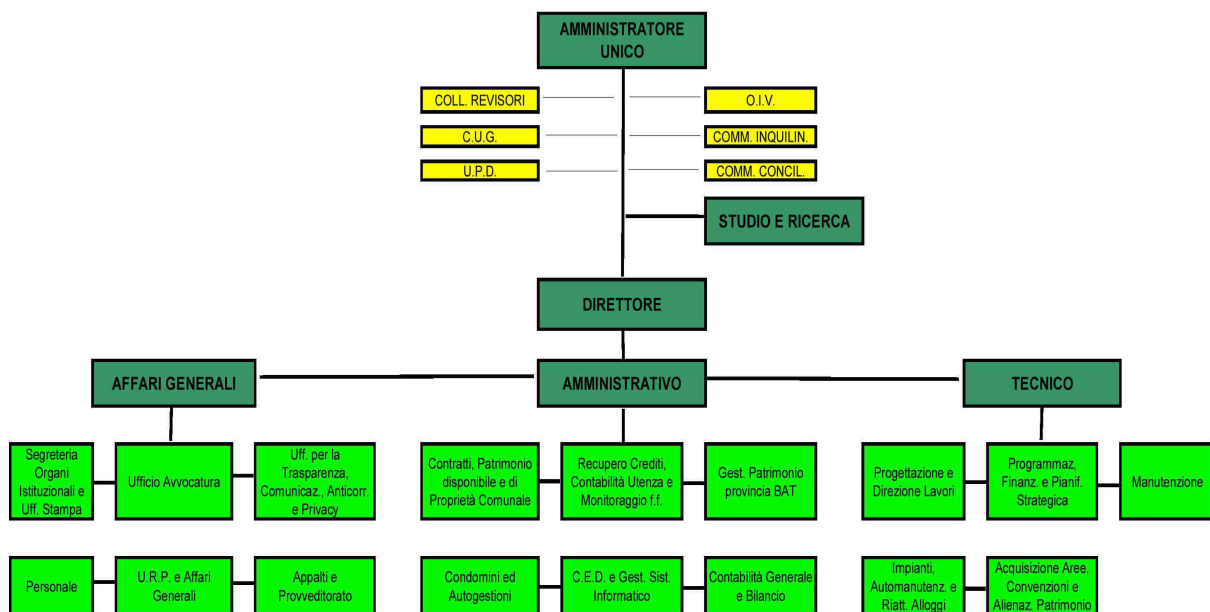 AMMINISTRATORE
UNICO
COLL. REVISORI
O.I.V.
C.U.G.
COMM. INQUILIN.
U.P.D.
COMM. CONCIL.
STUDIO E RICERCA
DIRETTORE
AFFARI GENERALI
AMMINISTRATIVO
TECNICO
Segreteria
Organi
Istituzionali e
Uff. Stampa
Ufficio Avvocatura
Uff. per la
Trasparenza,
Comunicaz., Anticorr.
e Privacy
Contratti, Patrimonio
disponibile e di
Proprietà Comunale
Recupero Crediti,
Contabilità Utenza e
Monitoraggio f.f.
Gest. Patrimonio
provincia BAT
Progettazione e
Direzione Lavori
Programmaz,
Finanz. e Pianif.
Strategica
Manutenzione
Personale
U.R.P. e Affari
Generali
Appalti e
Provveditorato
Condomini ed
Autogestioni
C.E.D. e Gest. Sist.
Informatico
Contabilità Generale
e Bilancio
Impianti,
Automanutenz. e
Riatt. Alloggi
Acquisizione Aree,
Convenzioni e
Alienaz. Patrimonio